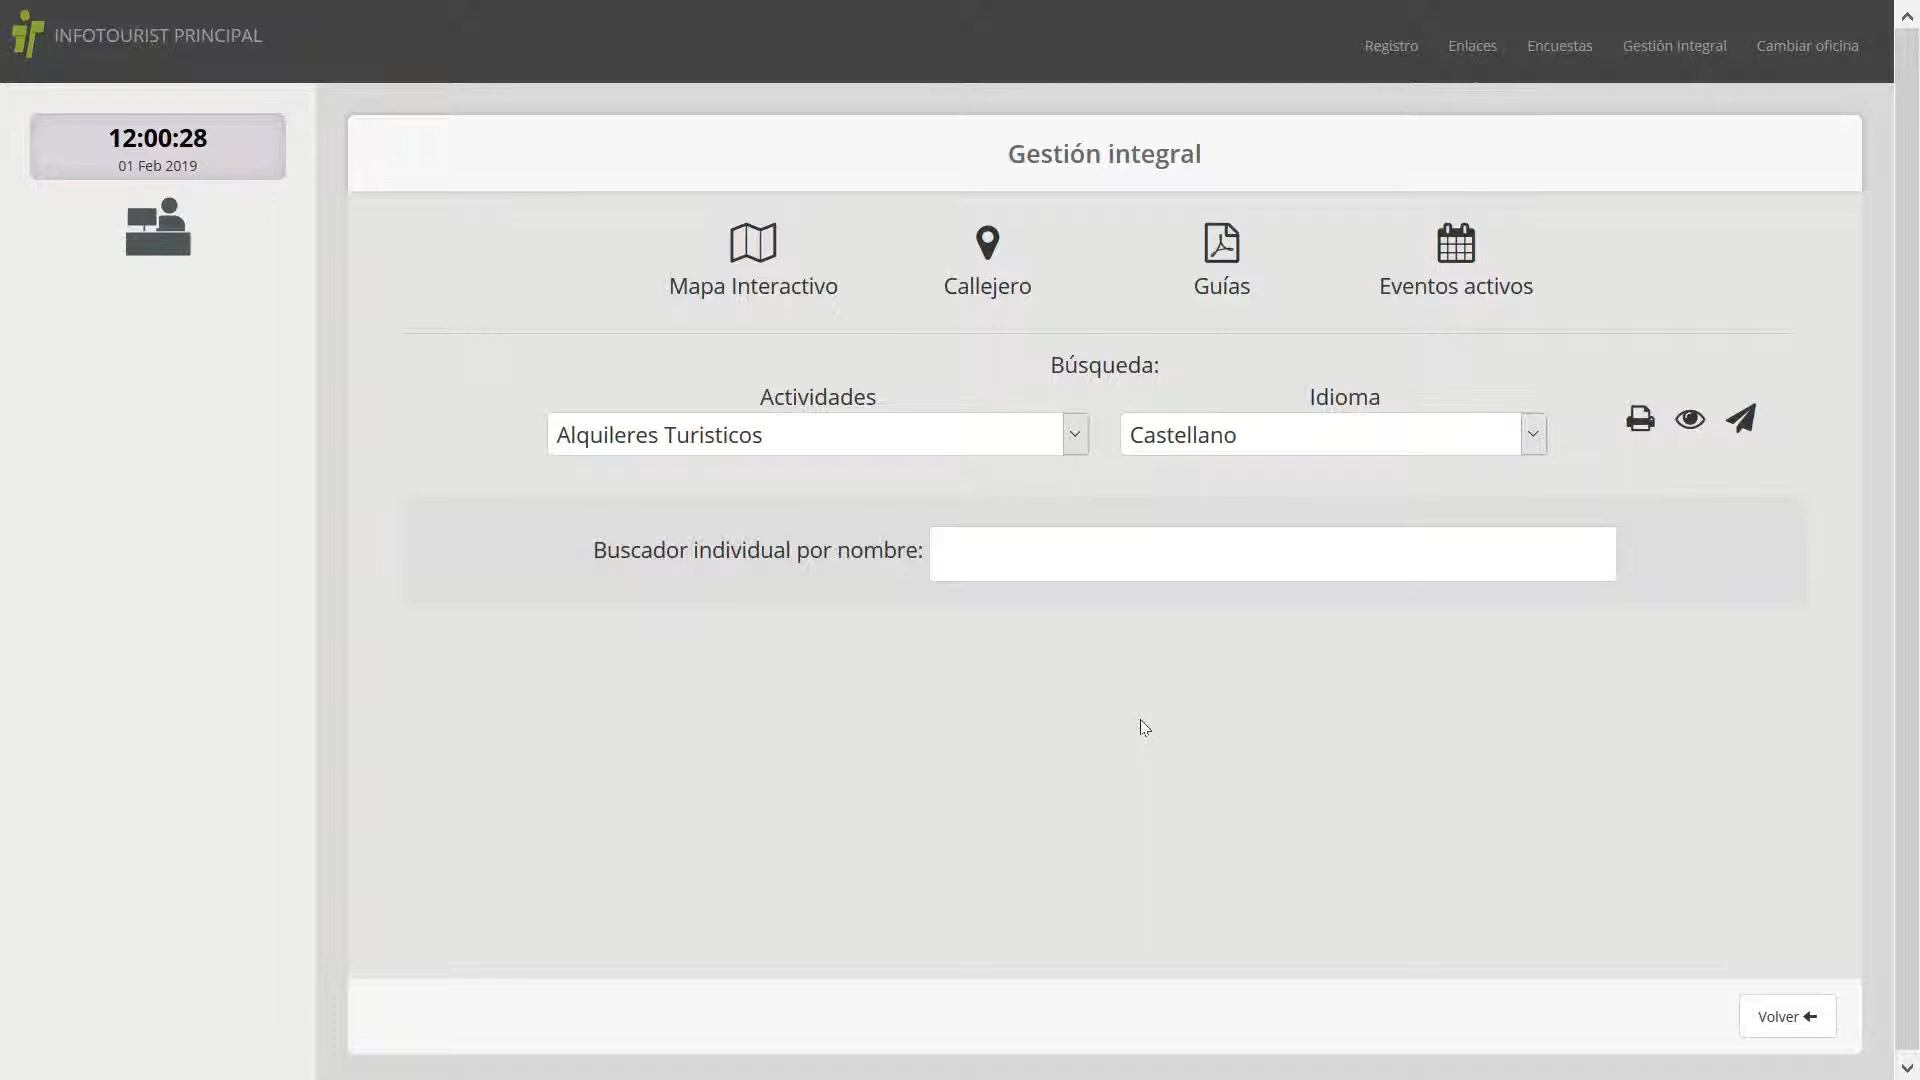 INFOTOURIST PRINCIPAL
Registro
Enlaces
Encuestas
Gestión Integral
Cambiar oficina
12:00:28
01 Feb 2019
Gestión integral
Mapa Interactivo
Callejero
Guías
Eventos activos
Búsqueda:
Actividades
Idioma
Alquileres Turisticos
Castellano
Buscador individual por nombre:
Volver